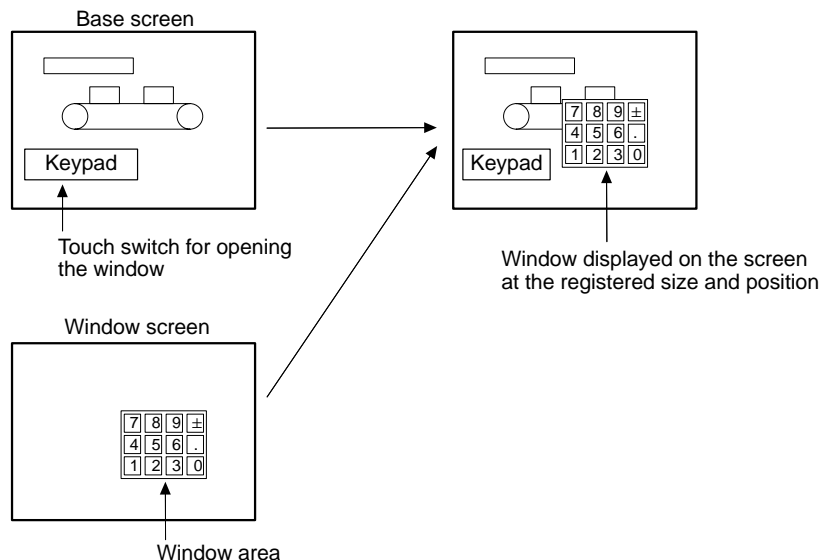 Base screen
Keypad
Touch switch for opening
the window
7 8 9 ±
4 5 6 .
1 2 3 0
Keypad
Window displayed on the screen
at the registered size and position
Window screen
7 8 9 ±
4 5 6 .
1 2 3 0
Window area